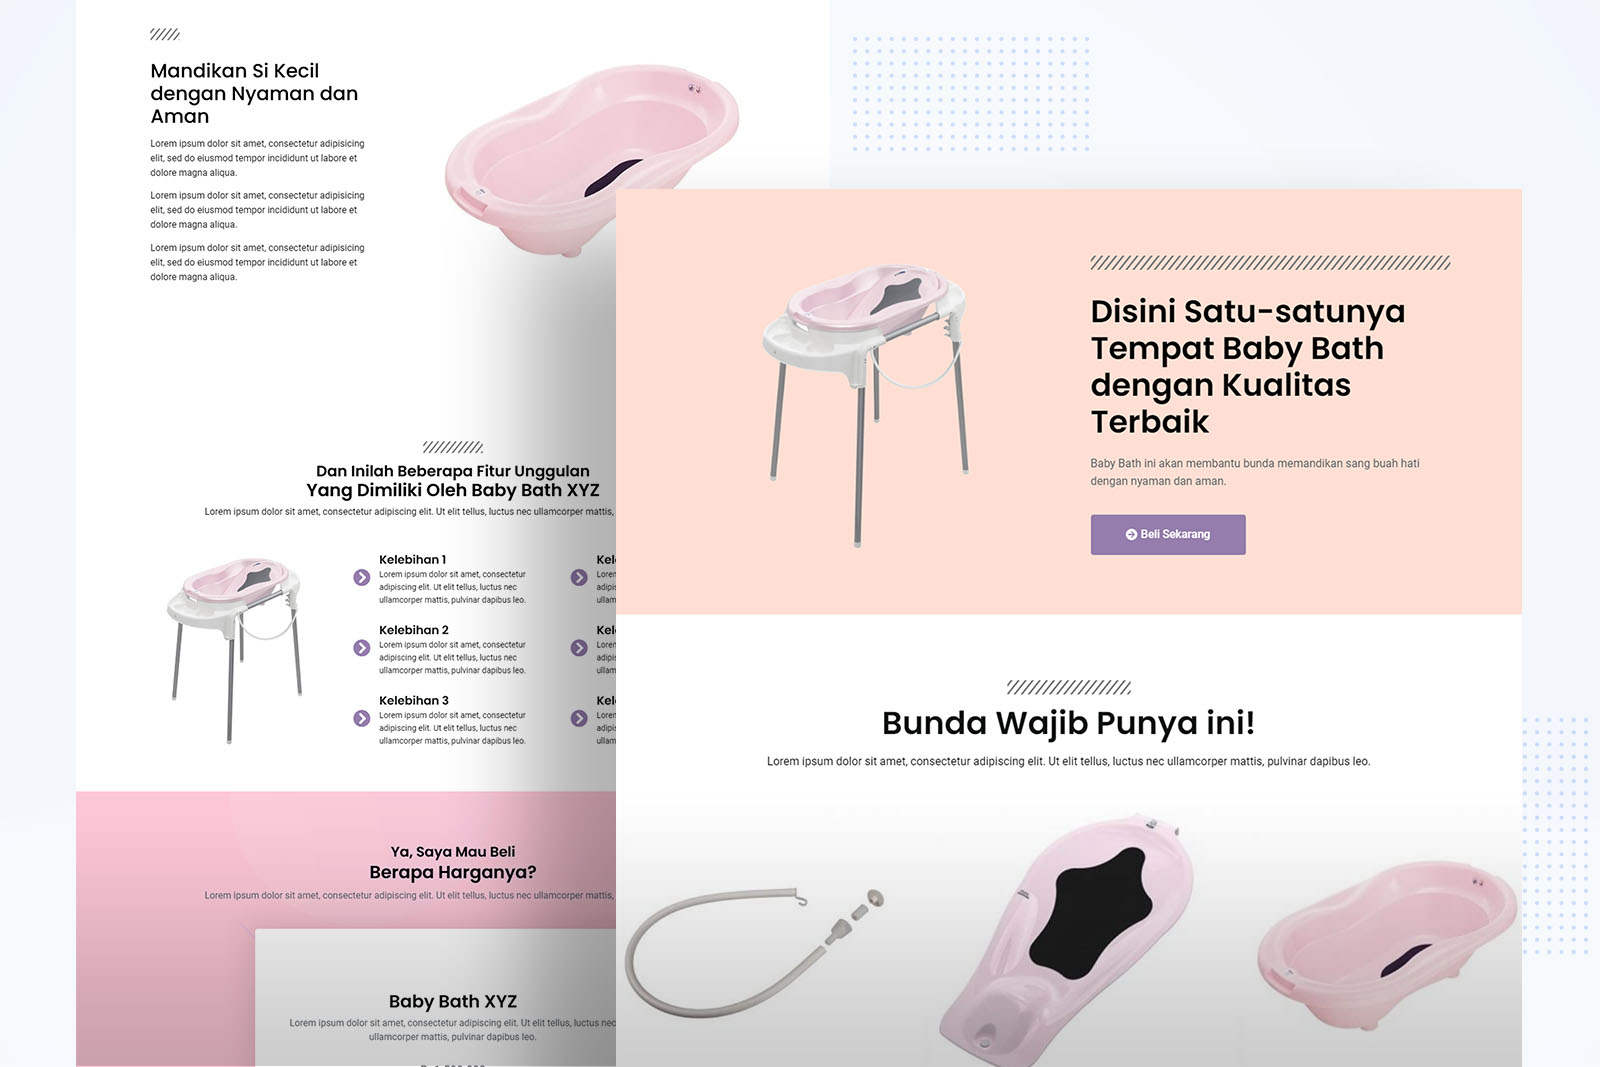 Mandikan Si Kecil
dengan Nyaman dan
Aman
Lorem ipsum dolor sit amet, consectetur adipisicing
elit, sed do eiusmod tempor incididunt ut labore et
dolore magna aliqua.
Lorem ipsum dolor sit amet, consectetur adipisicing
elit, sed do eiusmod tempor incididunt ut labore et
dolore magna aliqua.
Lorem ipsum dolor sit amet, consectetur adipisicing
elit, sed do eiusmod tempor incididunt ut labore et
dolore magna aliqua.
Dan Inilah Beberapa Fitur Unggulan
Yang Dimiliki Oleh Baby Bath XYZ
Lorem ipsum dolor sit amet, consectetur adipiscing elit. Ut elit tellus, luctus nec ullamcorper mattis,
Kelebihan 1
Lorem ipsum dolor sit amet, consectetur
adipiscing elit. Ut elit tellus, luctus nec
ullamcorper mattis, pulvinar dapibus leo.
Kelebihan 2
Lorem ipsum dolor sit amet, consectetur
adipiscing elit. Ut elit tellus, luctus nec
ullamcorper mattis, pulvinar dapibus leo.
Kelebihan 3
Lorem ipsum dolor sit amet, consectetur
adipiscing elit. Ut elit tellus, luctus nec
ullamcorper mattis, pulvinar dapibus leo.
Ya, Saya Mau Beli
Berapa Harganya?
Lorem ipsum dolor sit amet, consectetur adipiscing elit. Ut elit tellus, luctus nec ullamcorper mattis,
Baby Bath XYZ
Lorem ipsum dolor sit amet, consectetur adipiscing elit. Ut elit tellus, luctus nec
ullamcorper mattis, pulvinar dapibus leo.
Disini Satu-satunya
Tempat Baby Bath
dengan Kualitas
Terbaik
Baby Bath ini akan membantu bunda memandikan sang buah hati
dengan nyaman dan aman.
Beli Sekarang
Bunda Wajib Punya ini!
Lorem ipsum dolor sit amet, consectetur adipiscing elit. Ut elit tellus, luctus nec ullamcorper mattis, pulvinar dapibus leo.